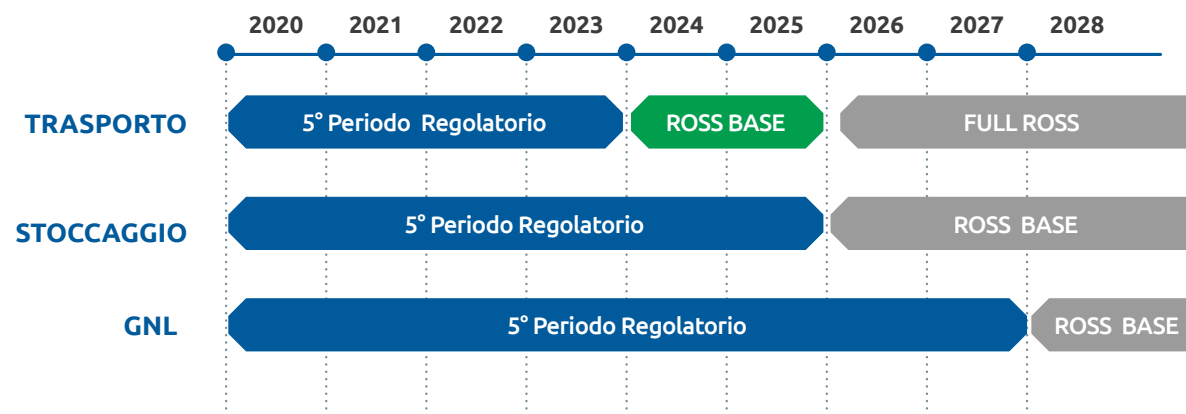 2020 2021 2022 2023 2024 2025 2026 2027 2028
TRASPORTO 5° Periodo Regolatorio ROSS BASE FULL ROSS
STOCCAGGIO 5° Periodo Regolatorio ROSS BASE
GNL 5° Periodo Regolatorio ROSS BASE